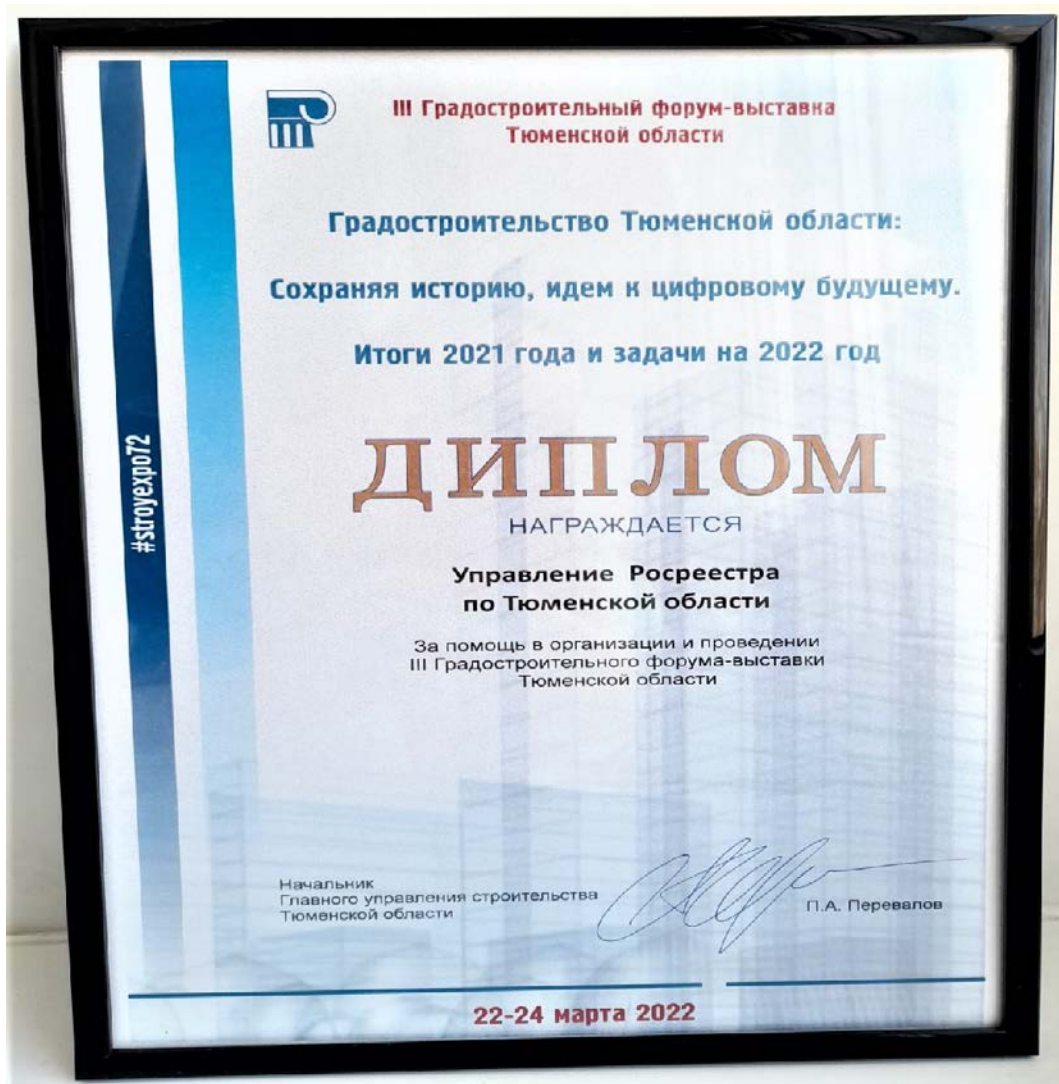 III Градостроительный форум-выставка
Тюменской области
Градостроительство Тюменской области:
Сохраняя историю, идем к цифровому будущему.
Итоги 2021 года и задачи на 2022 год
#stroyexpo72
ДИПЛОМ
НАГРАЖДАЕТСЯ
Управление Росреестра
по Тюменской области
За помощь в организации и проведении
III Градостроительного форума-выставки
Тюменской области
Начальник
Главного управления строительства
Тюменской области
П.А. Перевалов
22-24 марта 2022